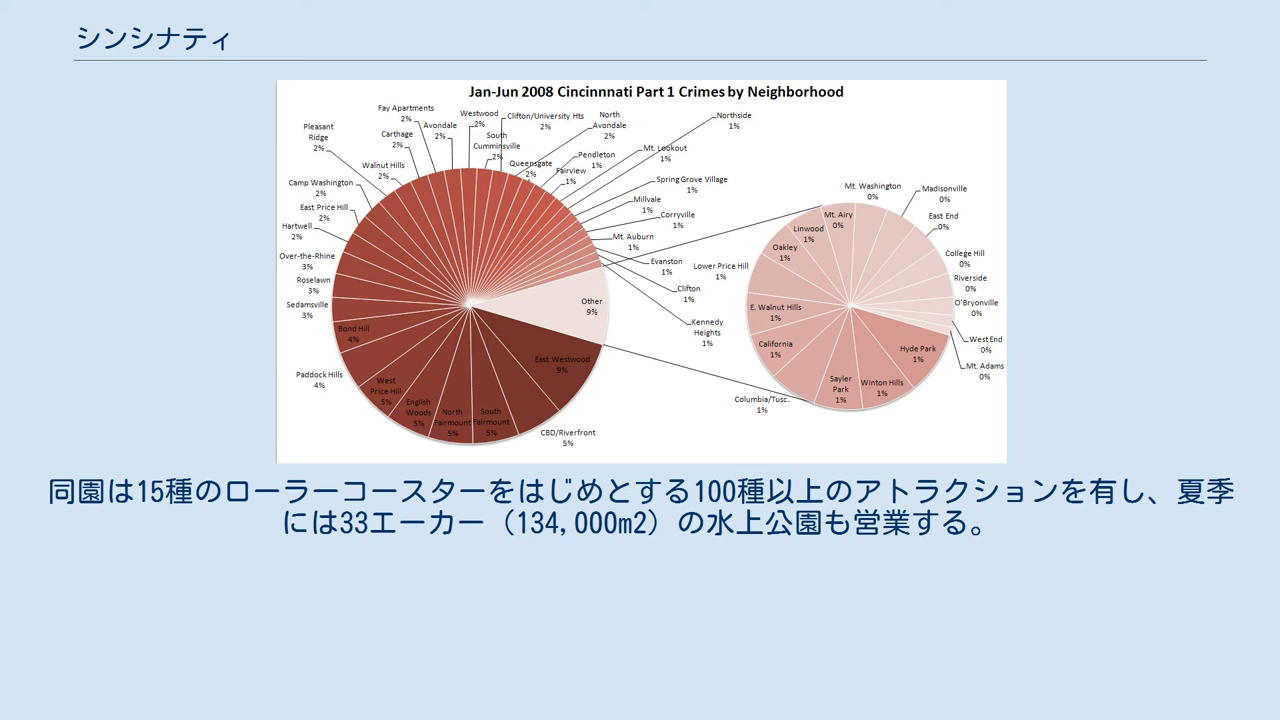 シンシナティ
Jan-Jun 2008 Cincinnnati Part 1 Crimes by Neighborhood
Fay Apartments
2%
Westwood
2%
Clifton/University Hts
2%
North
Avondale
2%
Northside
1%
Pleasant
Ridge
2%
Carthage
2%
Avondale
2%
South
Cumminsville
2%
Queensgate
2%
Pendleton
1%
Mt. Lookout
1%
Walnut Hills
2%
Fairview
1%
Spring Grove Village
1%
Camp Washington
2%
Millvale
1%
East Price Hill
2%
Corryville
1%
Hartwell
2%
Mt. Auburn
1%
Over-the-Rhine
3%
Evanston
1%
Roselawn
3%
Clifton
1%
Sedamsville
3%
Kennedy
Heights
1%
Other
9%
Bond Hill
4%
East Westwood
9%
Paddock Hills
4%
West
Price Hill
5%
English
Woods
5%
North
Fairmount
5%
South
Fairmount
5%
CBD/Riverfront
5%
Mt. Washington
0%
Madisonville
0%
Mt. Airy
0%
East End
0%
Linwood
1%
Oakley
1%
College Hill
0%
Lower Price Hill
1%
Riverside
0%
E. Walnut Hills
1%
O'Bryonville
0%
California
1%
West End
0%
Hyde Park
1%
Mt. Adams
0%
Sayler
Park
1%
Winton Hills
1%
Columbia/Tusc.
1%
同園は15種のローラーコースターをはじめとする100種以上のアトラクションを有し、夏季
には33エーカー（134,000m2）の水上公園も営業する。